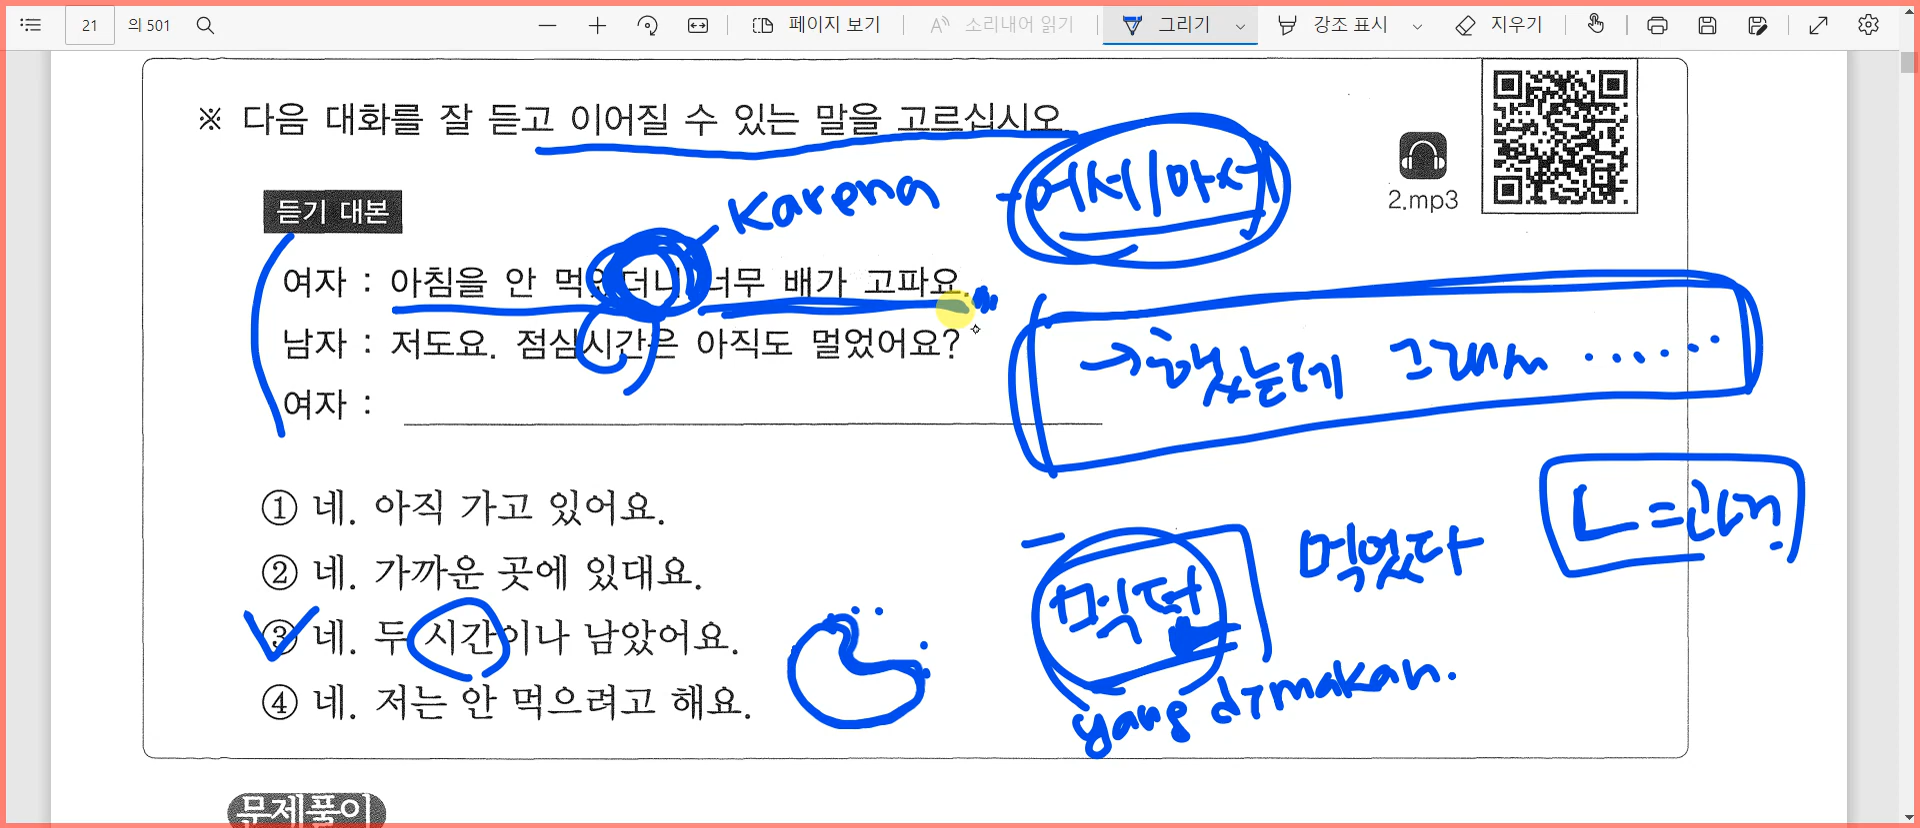 21 의 501 페이지 보기 소리내어 읽기 그리기 강조 표시 지우기
※ 다음 대화를 잘 듣고 이어질 수 있는 말을 고르십시오.
2.mp3
듣기 대본
Karena -어서/아서
여자 : 아침을 안 먹었더니 너무 배가 고파요.
남자 : 저도요. 점심시간은 아직도 멀었어요?
→ 했는데 그래서 ......
여자 :
① 네. 아직 가고 있어요.
② 네. 가까운 곳에 있대요.
③ 네. 두 시간이나 남았어요.
④ 네. 저는 안 먹으려고 해요.
먹던
먹었다
yang dimakan.
문제풀이